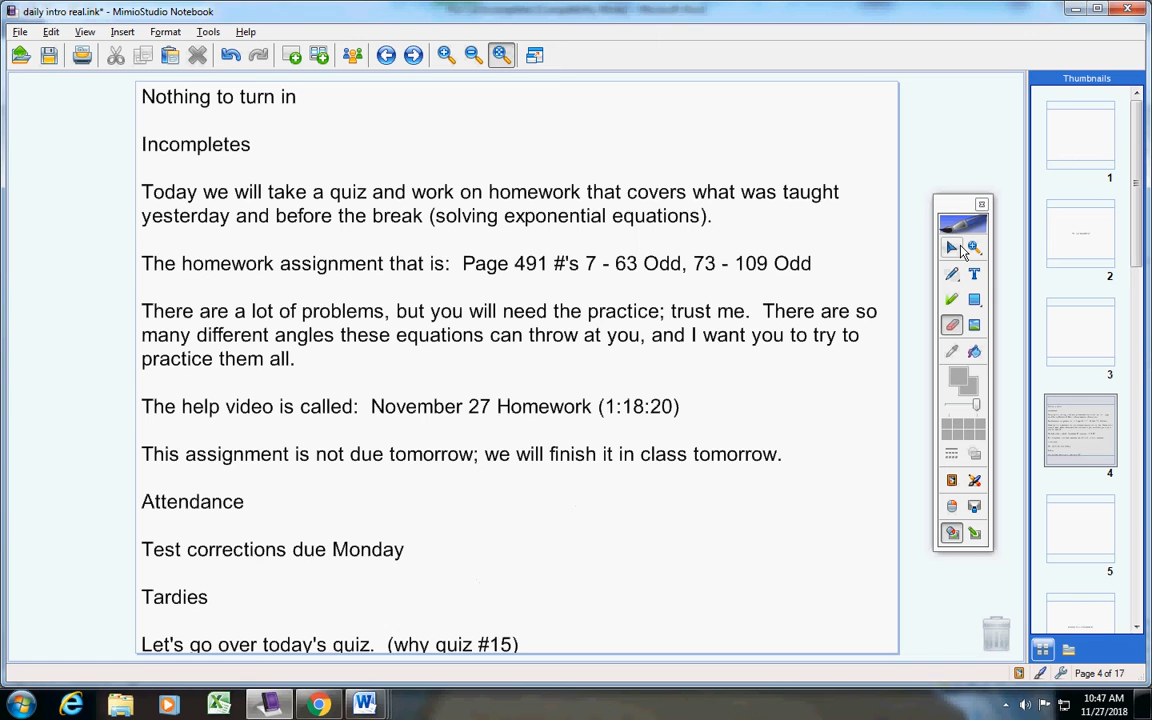 daily intro real.ink* - MimioStudio Notebook
File Edit View Insert Format Tools Help
Nothing to turn in
Incompletes
Today we will take a quiz and work on homework that covers what was taught
yesterday and before the break (solving exponential equations).
The homework assignment that is:  Page 491 #'s 7 - 63 Odd, 73 - 109 Odd
There are a lot of problems, but you will need the practice; trust me.  There are so
many different angles these equations can throw at you, and I want you to try to
practice them all.
The help video is called:  November 27 Homework (1:18:20)
This assignment is not due tomorrow; we will finish it in class tomorrow.
Attendance
Test corrections due Monday
Tardies
Let's go over today's quiz.  (why quiz #15)
Thumbnails
1
2
3
4
5
Page 4 of 17
10:47 AM
11/27/2018